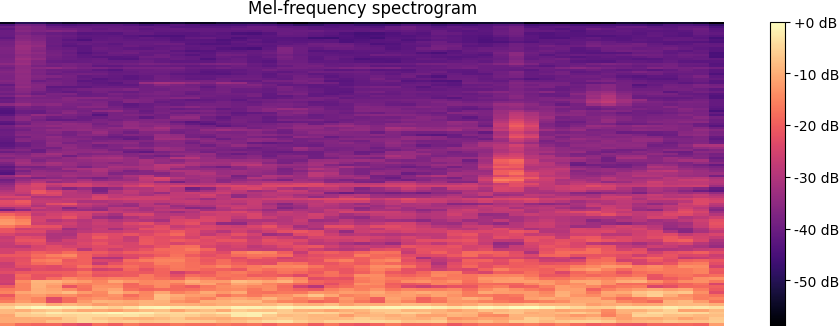 Mel-frequency spectrogram
+0 dB
-10 dB
-20 dB
-30 dB
-40 dB
-50 dB